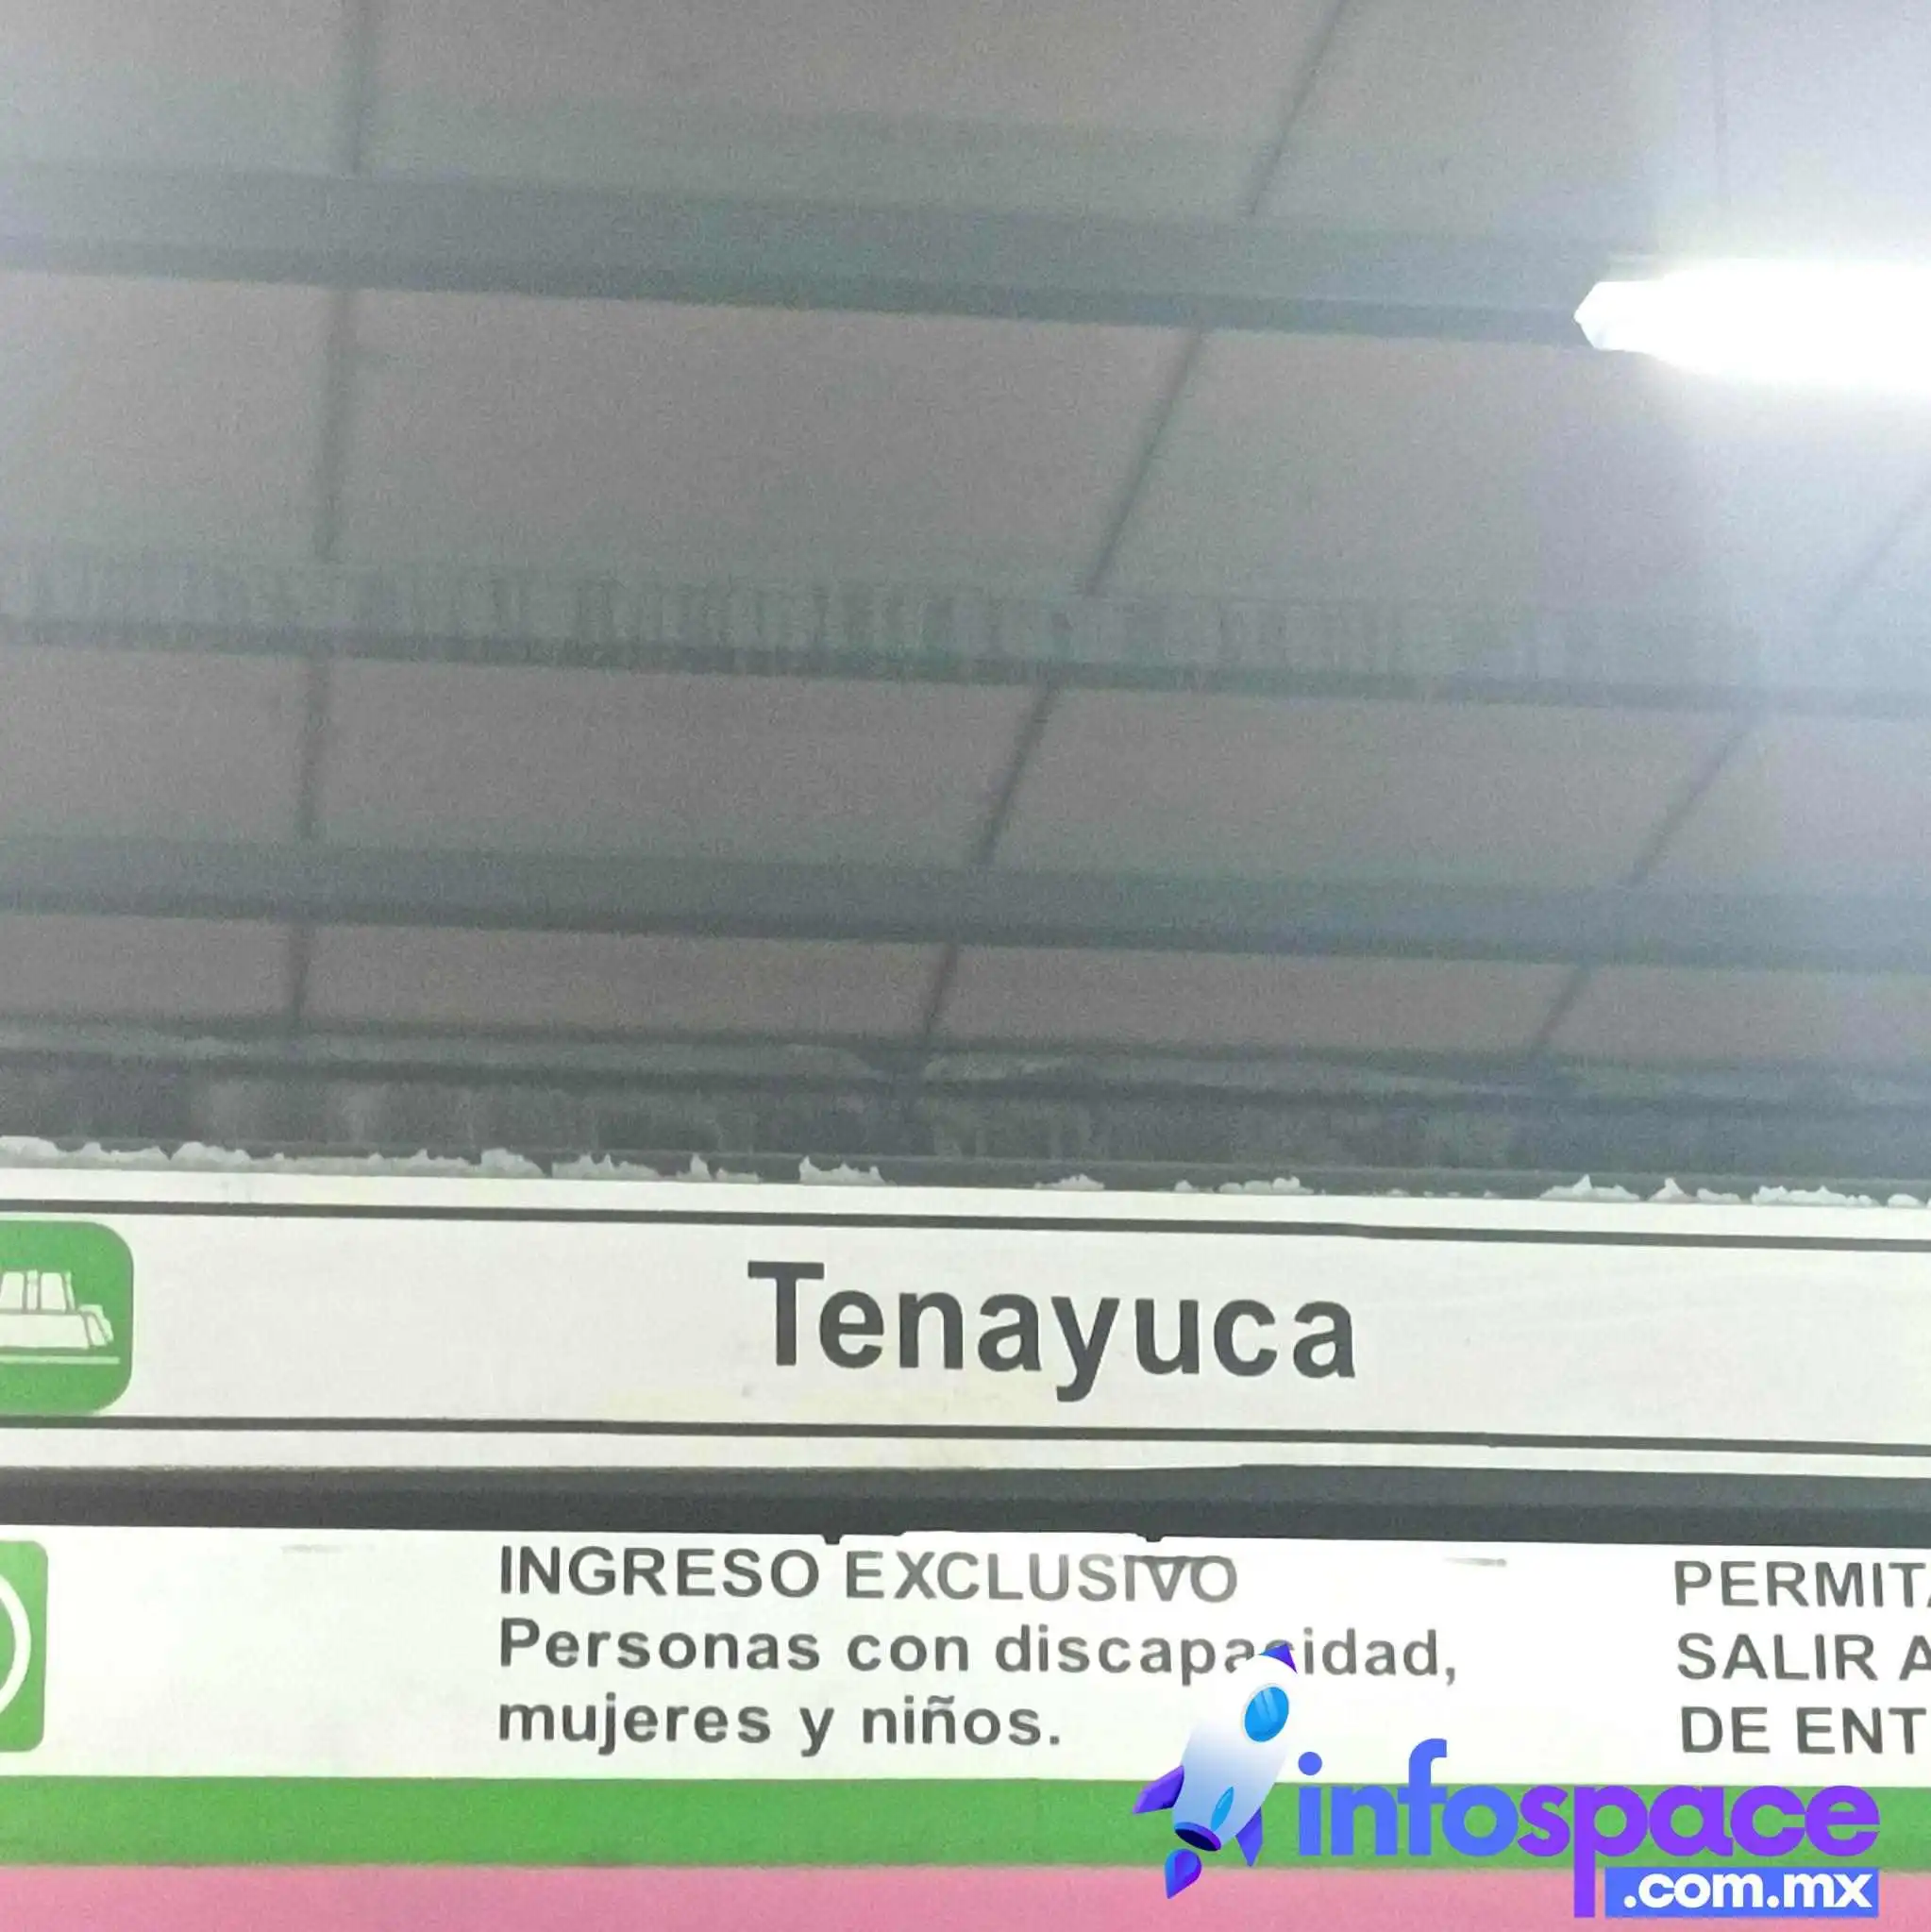 Tenayuca
INGRESO EXCLUSIVO
Personas con discapacidad,
mujeres y niños.
PERMITA
SALIR A
DE ENT
infospace
.com.mx